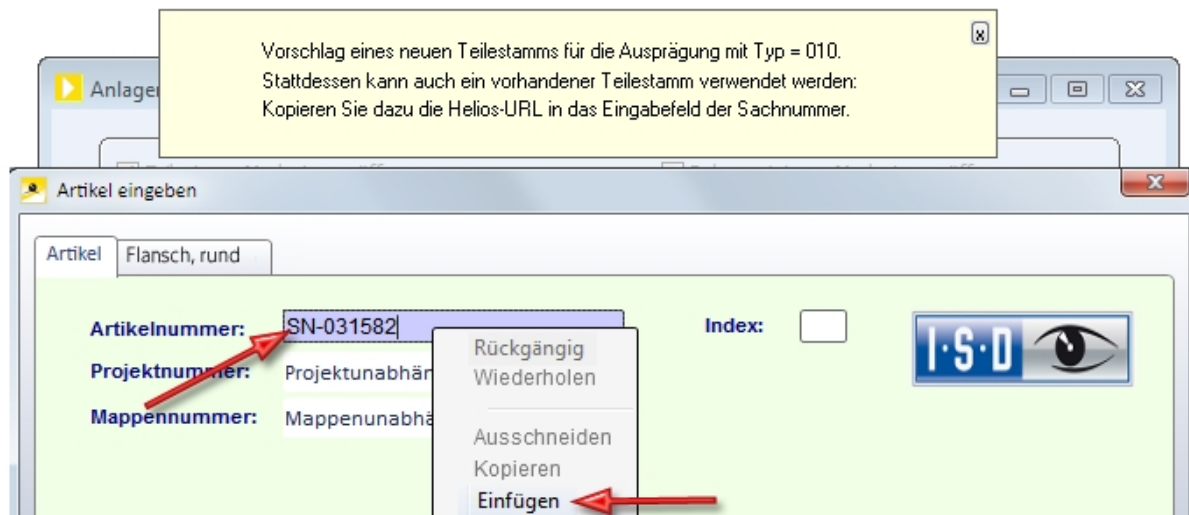 Vorschlag eines neuen Teilestamms für die Ausprägung mit Typ = 010.
Stattdessen kann auch ein vorhandener Teilestamm verwendet werden:
Kopieren Sie dazu die Helios-URL in das Eingabefeld der Sachnummer.
Artikel eingeben
Artikel Flansch, rund
Artikelnummer: SN-031582 Index:
Projektnummer: Projektunabhän
Mappennummer: Mappenunabhä
I·S·D
Rückgängig
Wiederholen
Ausschneiden
Kopieren
Einfügen